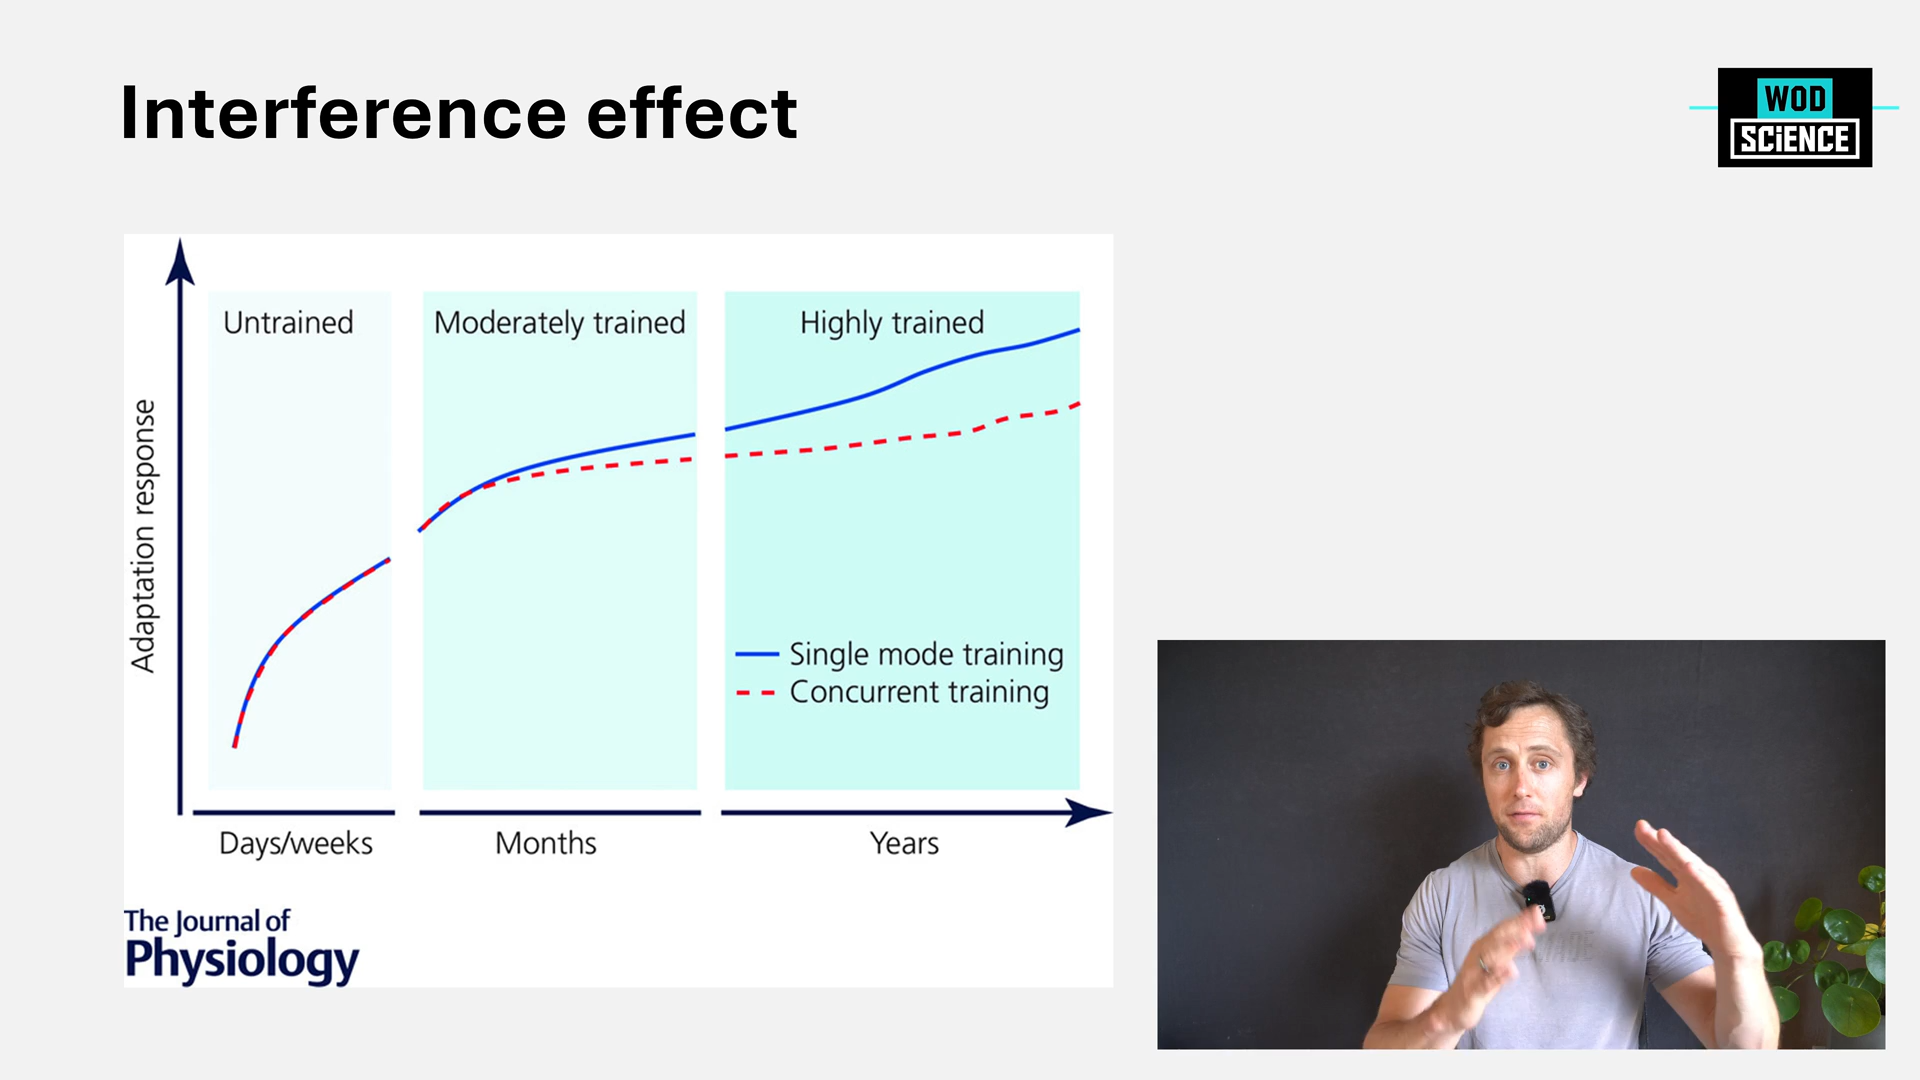 Interference effect
WOD
SCiENCE
Untrained
Moderately trained
Highly trained
Adaptation response
Single mode training
Concurrent training
Days/weeks
Months
Years
The Journal of
Physiology